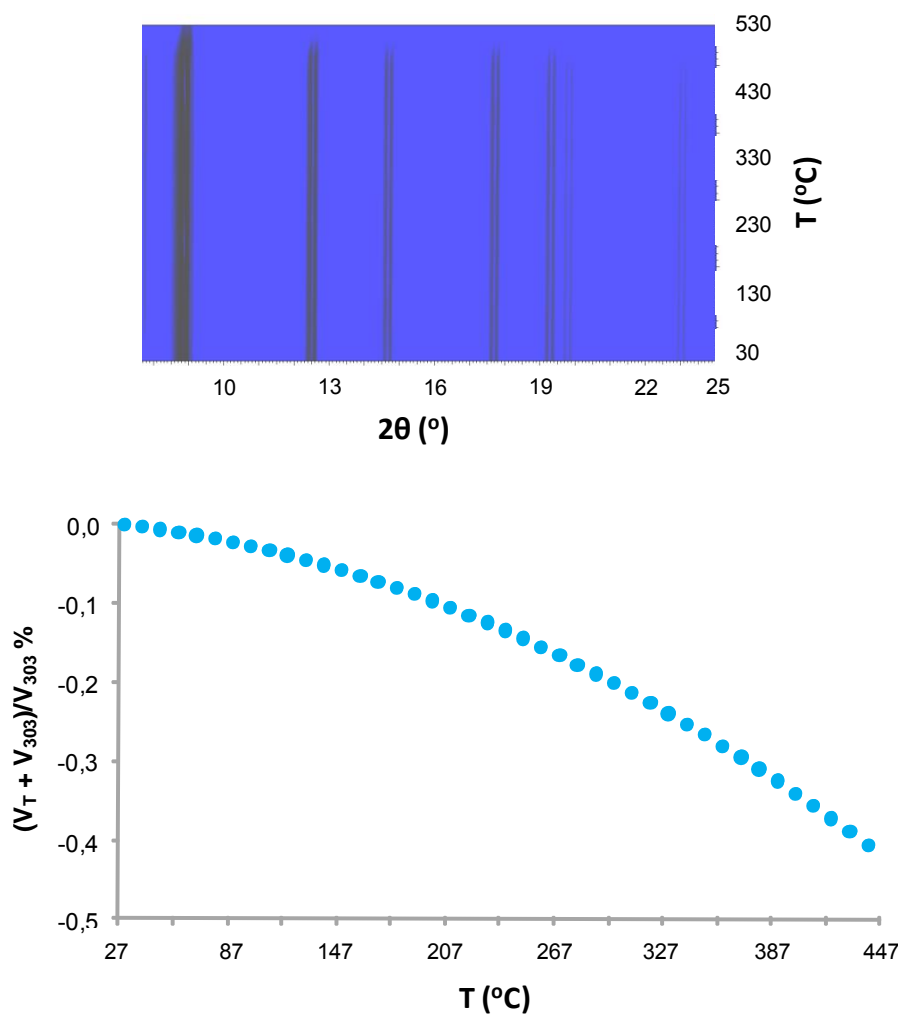 530
430
330
230
130
30
T (ºC)
10 13 16 19 22 25
2θ (º)
0,0
-0,1
-0,2
-0,3
-0,4
-0,5
(V_T + V_303)/V_303 %
27 87 147 207 267 327 387 447
T (ºC)